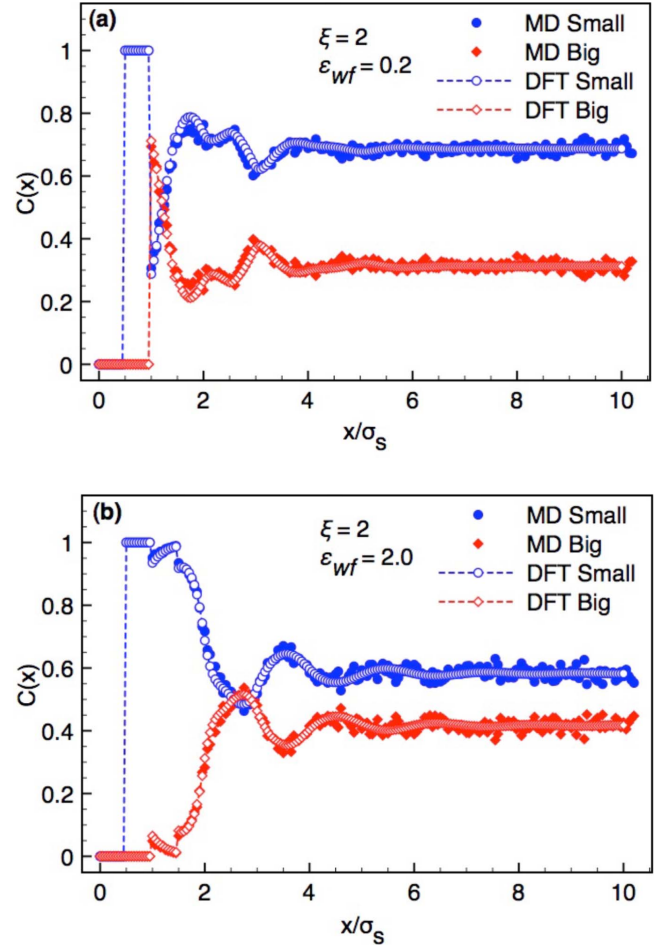 (a)
ξ = 2
ε_wf = 0.2
MD Small
MD Big
DFT Small
DFT Big
1
0.8
0.6
0.4
0.2
0
C(x)
0 2 4 6 8 10
x/σ_S
(b)
ξ = 2
ε_wf = 2.0
MD Small
MD Big
DFT Small
DFT Big
1
0.8
0.6
0.4
0.2
0
C(x)
0 2 4 6 8 10
x/σ_S